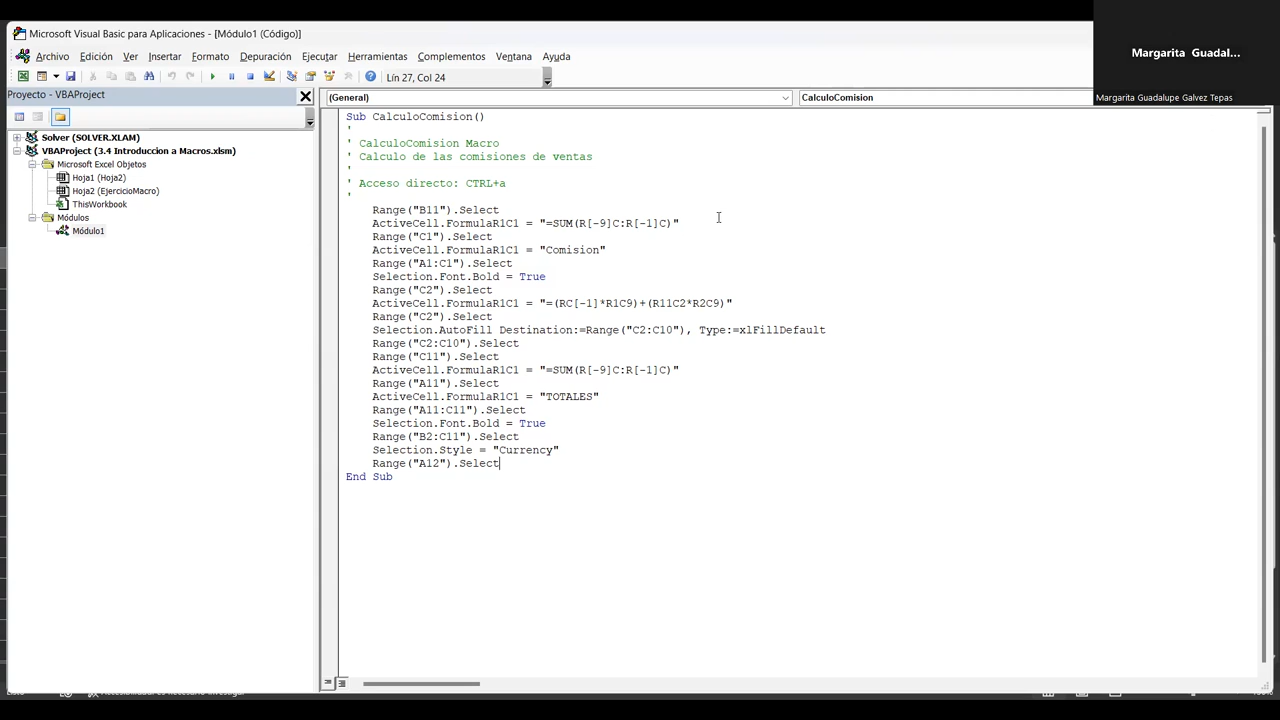 Microsoft Visual Basic para Aplicaciones - [Módulo1 (Código)]
Margarita Guadal...
Margarita Guadalupe Galvez Tepas
Archivo Edición Ver Insertar Formato Depuración Ejecutar Herramientas Complementos Ventana Ayuda
Lín 27, Col 24
Proyecto - VBAProject
(General)
CalculoComision
Solver (SOLVER.XLAM)
VBAProject (3.4 Introduccion a Macros.xlsm)
Microsoft Excel Objetos
Hoja1 (Hoja2)
Hoja2 (EjercicioMacro)
ThisWorkbook
Módulos
Módulo1
Sub CalculoComision()
'
' CalculoComision Macro
' Calculo de las comisiones de ventas
'
' Acceso directo: CTRL+a
'
Range("B11").Select
ActiveCell.FormulaR1C1 = "=SUM(R[-9]C:R[-1]C)"
Range("C1").Select
ActiveCell.FormulaR1C1 = "Comision"
Range("A1:C1").Select
Selection.Font.Bold = True
Range("C2").Select
ActiveCell.FormulaR1C1 = "=(RC[-1]*R1C9)+(R11C2*R2C9)"
Range("C2").Select
Selection.AutoFill Destination:=Range("C2:C10"), Type:=xlFillDefault
Range("C2:C10").Select
Range("C11").Select
ActiveCell.FormulaR1C1 = "=SUM(R[-9]C:R[-1]C)"
Range("A11").Select
ActiveCell.FormulaR1C1 = "TOTALES"
Range("A11:C11").Select
Selection.Font.Bold = True
Range("B2:C11").Select
Selection.Style = "Currency"
Range("A12").Select
End Sub